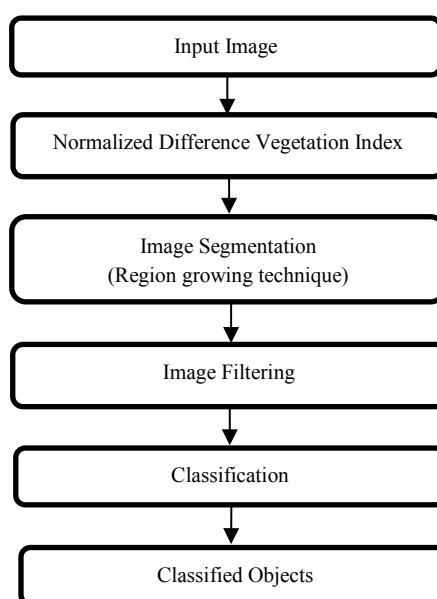 Input Image
Normalized Difference Vegetation Index
Image Segmentation
(Region growing technique)
Image Filtering
Classification
Classified Objects